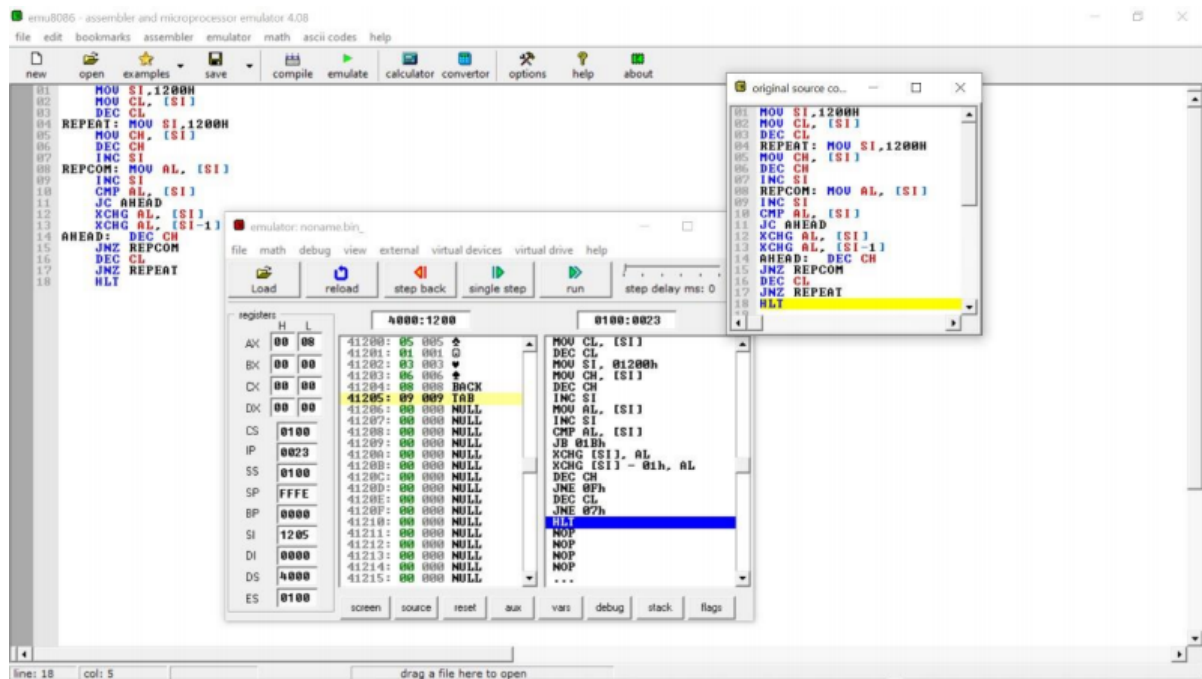 emu8086 - assembler and microprocessor emulator 4.08
file edit bookmarks assembler emulator math ascii codes help
new open examples save compile emulate calculator convertor options help about
01 MOV SI,1200H
02 MOV CL, [SI]
03 DEC CL
04 REPEAT: MOV SI,1200H
05 MOV CH, [SI]
06 DEC CH
07 INC SI
08 REPCOM: MOV AL, [SI]
09 INC SI
10 CMP AL, [SI]
11 JC AHEAD
12 XCHG AL, [SI]
13 XCHG AL, [SI-1]
14 AHEAD: DEC CH
15 JNZ REPCOM
16 DEC CL
17 JNZ REPEAT
18 HLT
original source co...
01 MOV SI,1200H
02 MOV CL, [SI]
03 DEC CL
04 REPEAT: MOV SI,1200H
05 MOV CH, [SI]
06 DEC CH
07 INC SI
08 REPCOM: MOV AL, [SI]
09 INC SI
10 CMP AL, [SI]
11 JC AHEAD
12 XCHG AL, [SI]
13 XCHG AL, [SI-1]
14 AHEAD: DEC CH
15 JNZ REPCOM
16 DEC CL
17 JNZ REPEAT
18 HLT
19
emulator: noname.bin_
file math debug view external virtual devices virtual drive help
Load reload step back single step run step delay ms: 0
registers
H L
AX 00 08
BX 00 00
CX 00 00
DX 00 00
CS 0100
IP 0023
SS 0100
SP FFFE
BP 0000
SI 1205
DI 0000
DS 4000
ES 0100
4000:1200
41200: 05 005 ♣
41201: 01 001 ☺
41202: 03 003 ♥
41203: 06 006 ♠
41204: 08 008 BACK
41205: 09 009 TAB
41206: 00 000 NULL
41207: 00 000 NULL
41208: 00 000 NULL
41209: 00 000 NULL
4120A: 00 000 NULL
4120B: 00 000 NULL
4120C: 00 000 NULL
4120D: 00 000 NULL
4120E: 00 000 NULL
4120F: 00 000 NULL
41210: 00 000 NULL
41211: 00 000 NULL
41212: 00 000 NULL
41213: 00 000 NULL
41214: 00 000 NULL
41215: 00 000 NULL
0100:0023
MOV CL, [SI]
DEC CL
MOV SI, 01200h
MOV CH, [SI]
DEC CH
INC SI
MOV AL, [SI]
INC SI
CMP AL, [SI]
JB 01Bh
XCHG [SI], AL
XCHG [SI] - 01h, AL
DEC CH
JNE 0Fh
DEC CL
JNE 07h
HLT
NOP
NOP
NOP
NOP
...
screen source reset aux vars debug stack flags
line: 18 col: 5 drag a file here to open